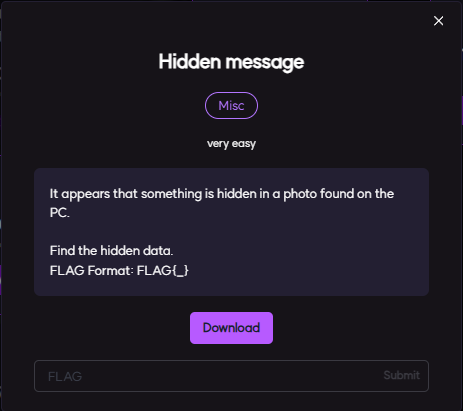 Hidden message
Misc
very easy
It appears that something is hidden in a photo found on the
PC.
Find the hidden data.
FLAG Format: FLAG{_}
Download
FLAG
Submit